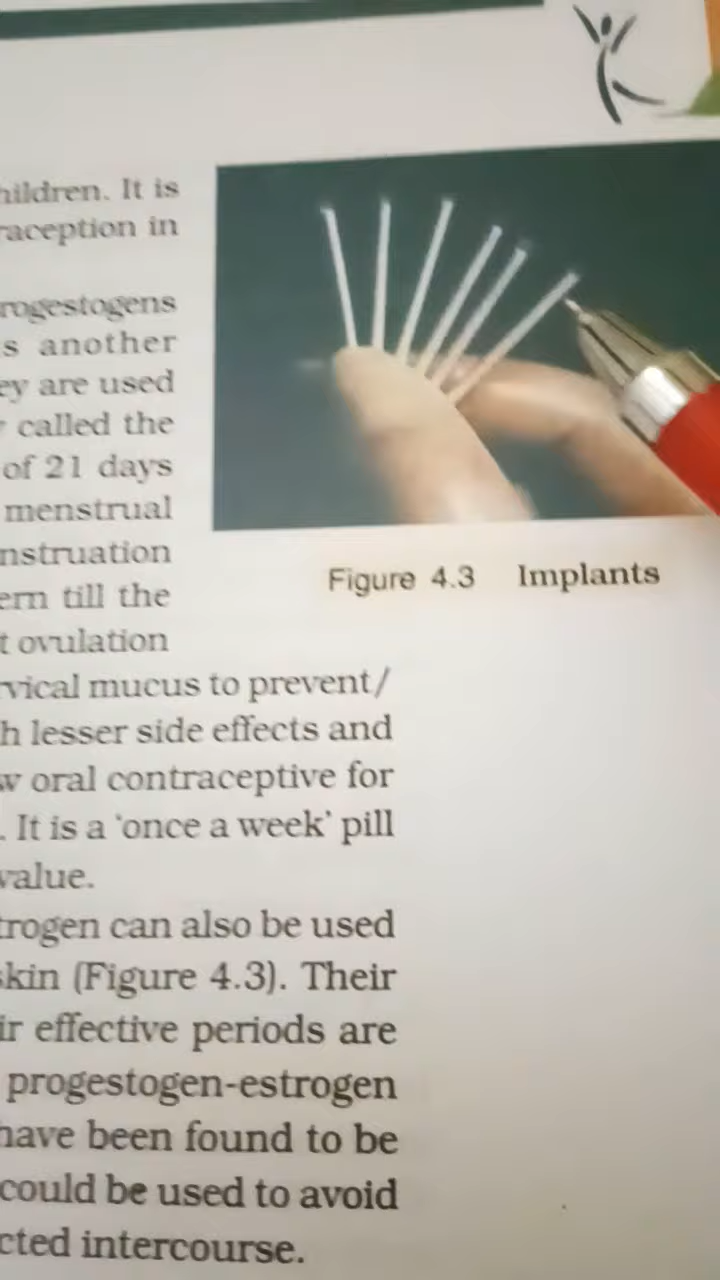 hildren. It is
raception in
rogestogens
s another
ey are used
called the
of 21 days
menstrual
nstruation
ern till the
t ovulation
Figure 4.3 Implants
rvical mucus to prevent/
h lesser side effects and
w oral contraceptive for
. It is a ‘once a week’ pill
value.
trogen can also be used
skin (Figure 4.3). Their
ir effective periods are
progestogen-estrogen
have been found to be
could be used to avoid
cted intercourse.